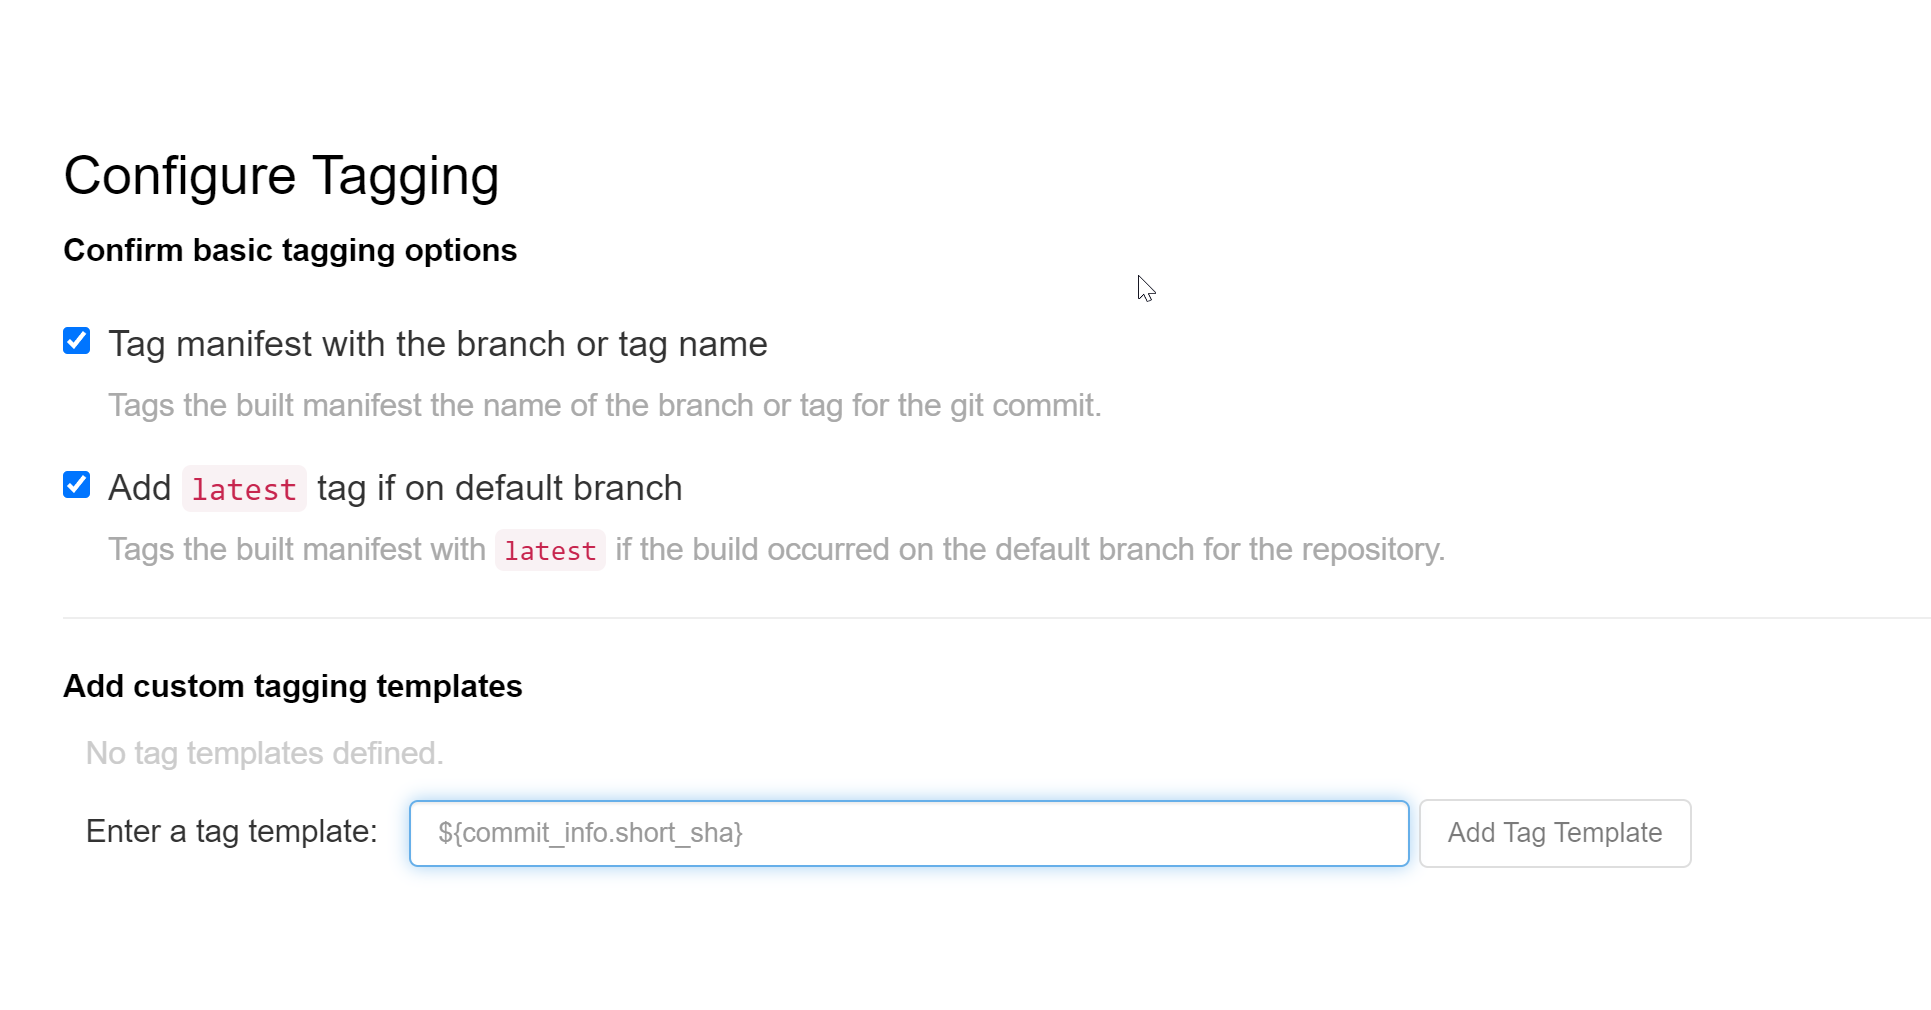 Configure Tagging
Confirm basic tagging options
Tag manifest with the branch or tag name
Tags the built manifest the name of the branch or tag for the git commit.
Add latest tag if on default branch
Tags the built manifest with latest if the build occurred on the default branch for the repository.
Add custom tagging templates
No tag templates defined.
Enter a tag template: ${commit_info.short_sha} Add Tag Template